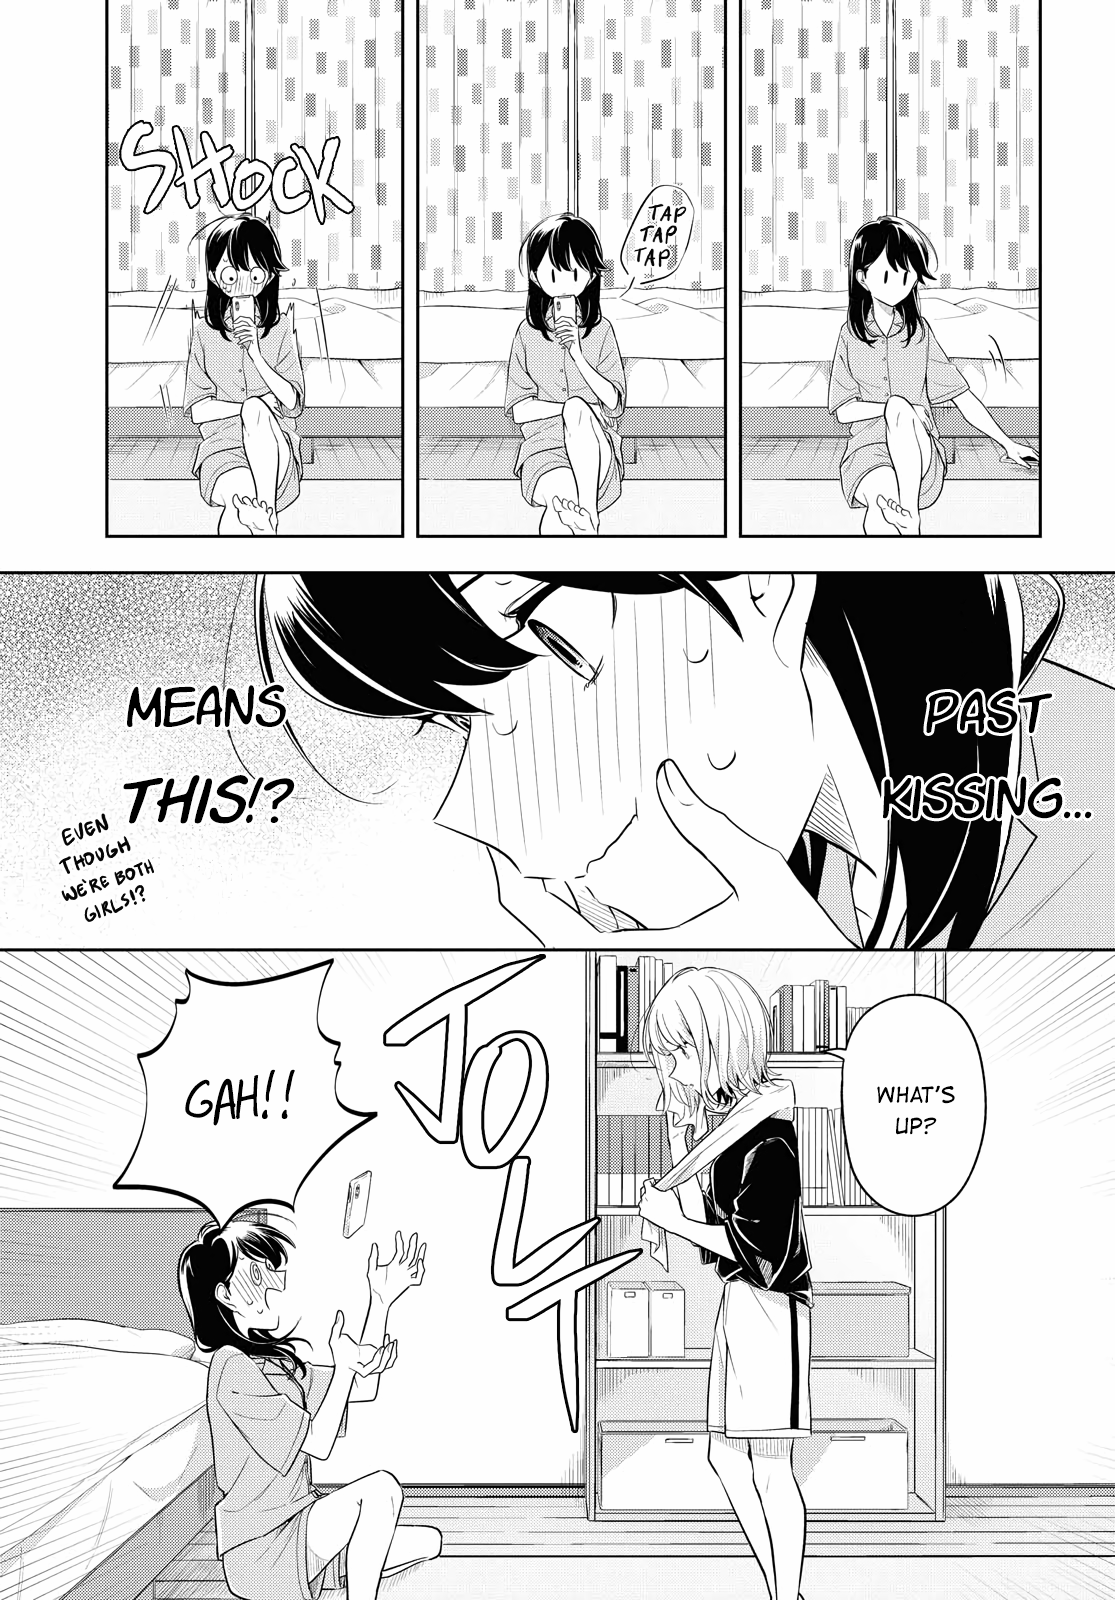 TAP
TAP
TAP
SHOCK
PAST
KISSING...
MEANS
THIS!?
EVEN
THOUGH
WE'RE BOTH
GIRLS!?
WHAT'S
UP?
JOLT
GAH!!